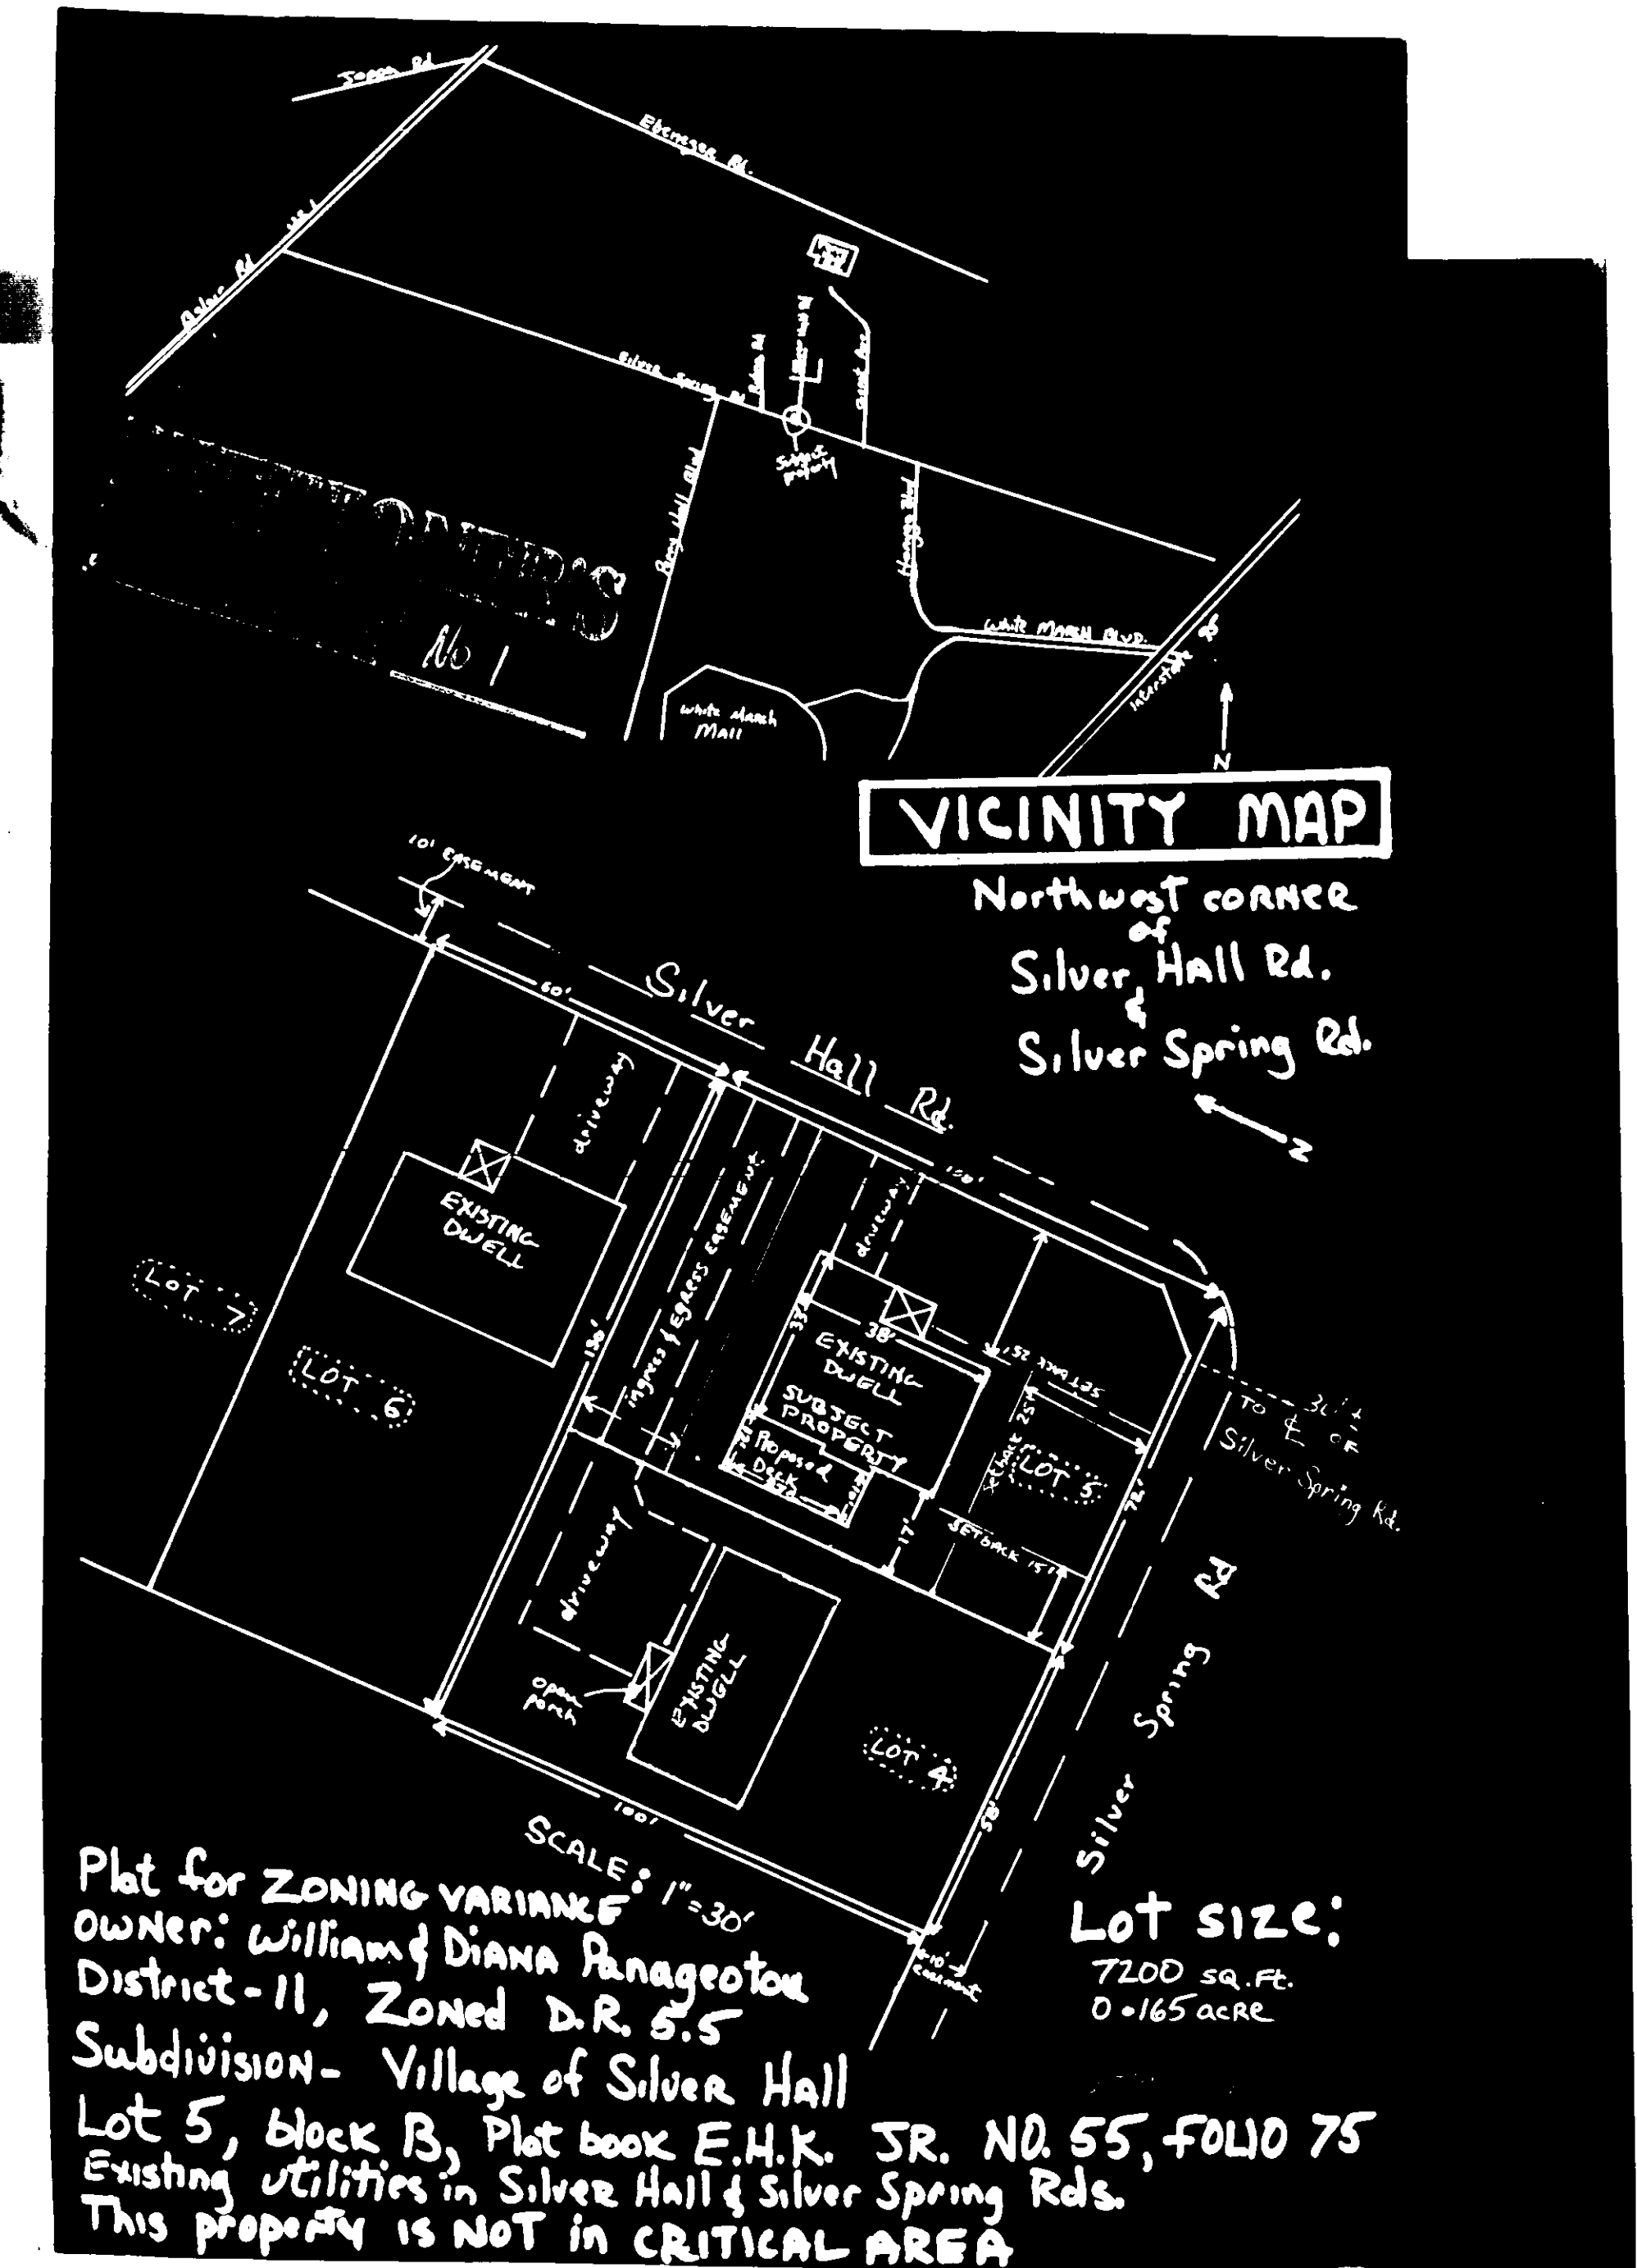 Joppa Rd
Ebenezer Rd.
Belair Rd
Silver Spring Rd
Silver Hall Rd
Subject
property
Perry Hall Blvd
Honeygo Blvd
White MARSH BLVD.
Interstate 95
No 1
White Marsh
Mall
N
VICINITY MAP
Northwest CORNER
of
Silver Hall Rd.
&
Silver Spring Rd.
N
10' EASEMENT
60'
Silver Hall Rd.
100'
driveway
EXISTING
DWELL
LOT 7
LOT 6
130'
ingress & EGRESS EASEMENT
driveway
33'
38'
EXISTING
DWELL
SUBJECT
PROPERTY
Proposed
Deck
SETBACK 25'
setback 25'
LOT 5
17'
SETBACK 15'
72'
TO ℄ OF
Silver Spring Rd.
Silver Spring Rd
driveway
open
porch
EXISTING
DWELL
LOT 4
58'
100'
10'
easement
SCALE: 1"=30'
Plat for ZONING VARIANCE
OWNER: William & DIANA Panageotou
District-11, ZONED D.R. 5.5
Subdivision- Village of Silver Hall
Lot 5, block B, Plat book E.H.K. JR. NO. 55, FOLIO 75
Existing utilities in Silver Hall & Silver Spring Rds.
This property is NOT in CRITICAL AREA
Lot size:
7200 SQ.Ft.
0.165 acre